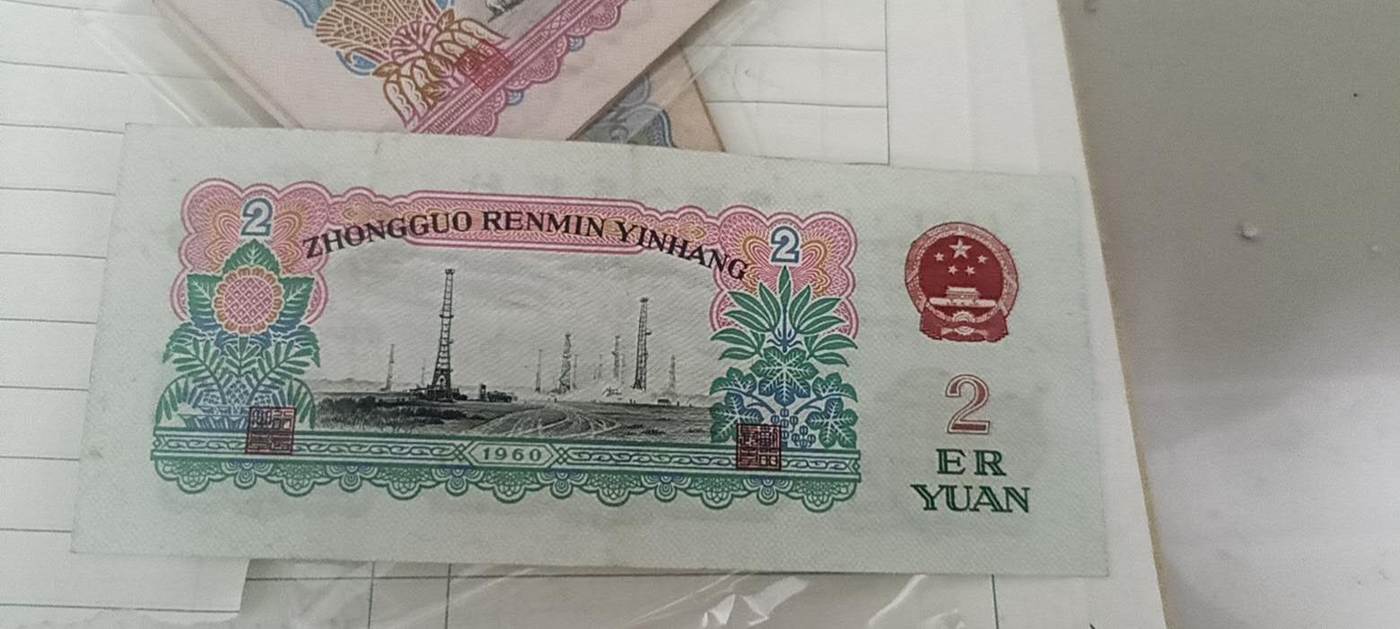 2
ZHONGGUO RENMIN YINHANG
2
1960
2
ER
YUAN